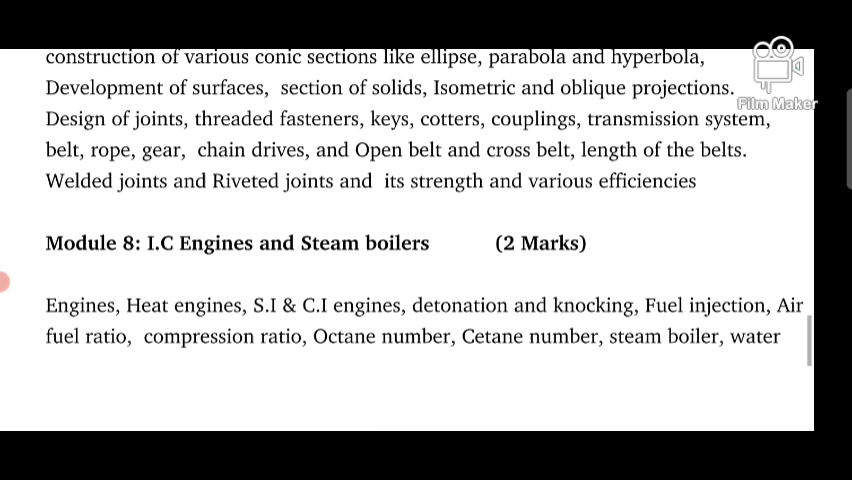 construction of various conic sections like ellipse, parabola and hyperbola,
Development of surfaces, section of solids, Isometric and oblique projections.
Film Maker
Design of joints, threaded fasteners, keys, cotters, couplings, transmission system,
belt, rope, gear, chain drives, and Open belt and cross belt, length of the belts.
Welded joints and Riveted joints and its strength and various efficiencies
Module 8: I.C Engines and Steam boilers (2 Marks)
Engines, Heat engines, S.I & C.I engines, detonation and knocking, Fuel injection, Air
fuel ratio, compression ratio, Octane number, Cetane number, steam boiler, water